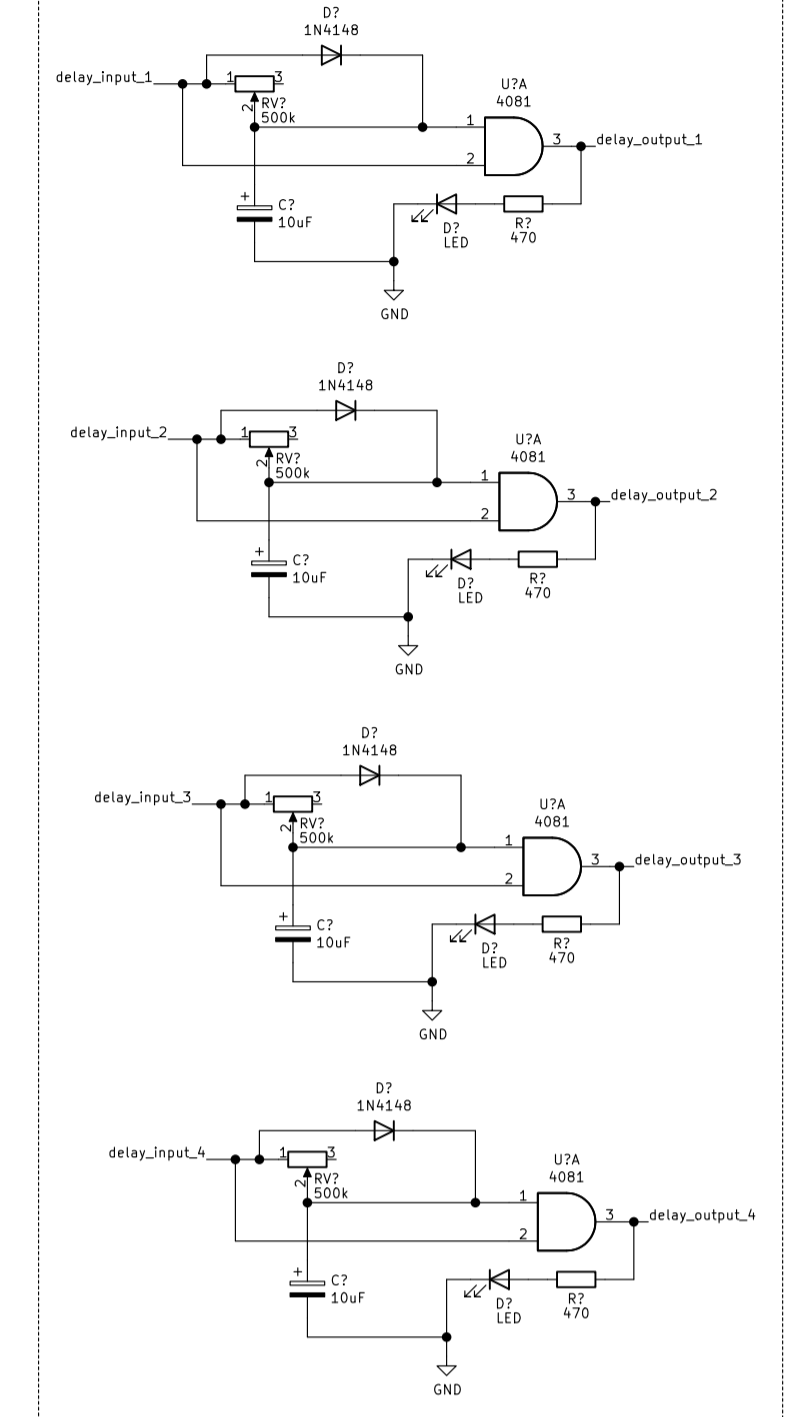 D?
1N4148
delay_input_1
1
3
2
RV?
500k
U?A
4081
1
2
3
delay_output_1
+
C?
10uF
D?
LED
R?
470
GND
D?
1N4148
delay_input_2
1
3
2
RV?
500k
U?A
4081
1
2
3
delay_output_2
+
C?
10uF
D?
LED
R?
470
GND
D?
1N4148
delay_input_3
1
3
2
RV?
500k
U?A
4081
1
2
3
delay_output_3
+
C?
10uF
D?
LED
R?
470
GND
D?
1N4148
delay_input_4
1
3
2
RV?
500k
U?A
4081
1
2
3
delay_output_4
+
C?
10uF
D?
LED
R?
470
GND